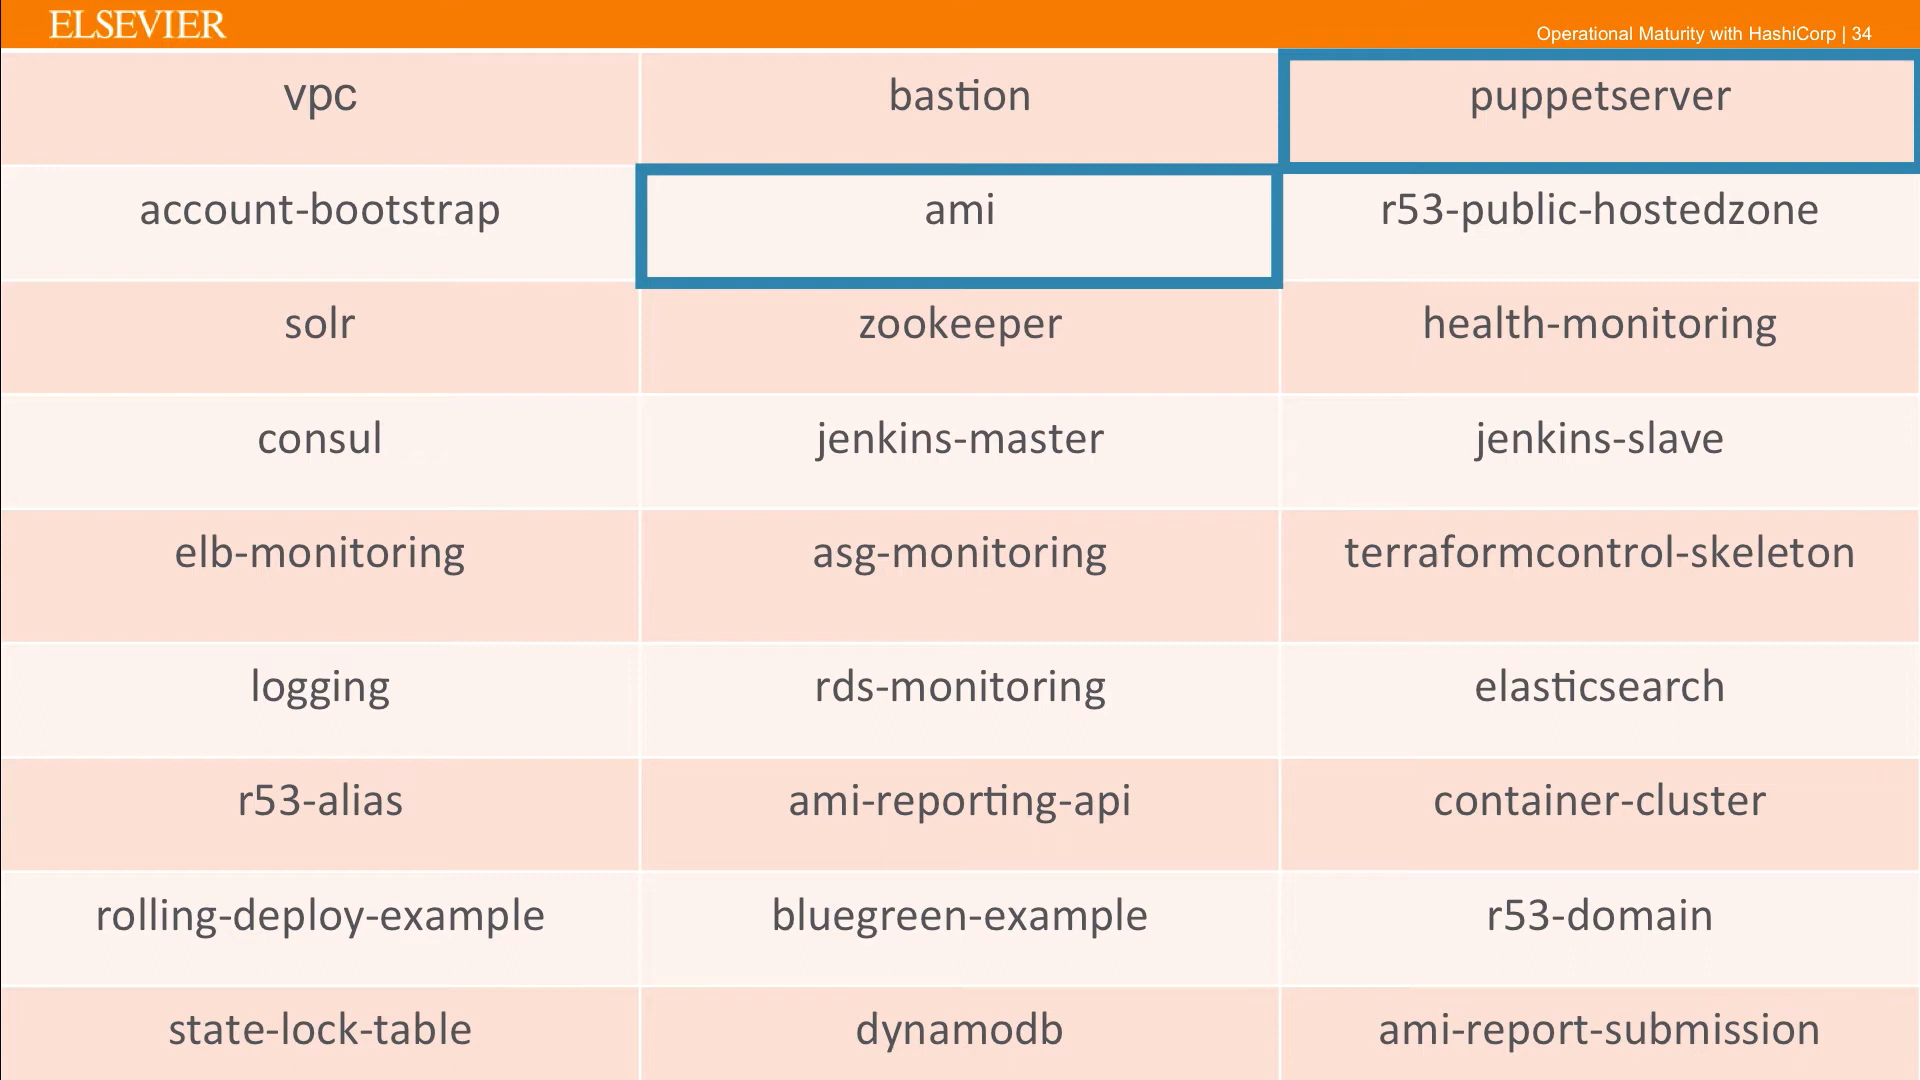 ELSEVIER
Operational Maturity with HashiCorp | 34
vpc
bastion
puppetserver
account-bootstrap
ami
r53-public-hostedzone
solr
zookeeper
health-monitoring
consul
jenkins-master
jenkins-slave
elb-monitoring
asg-monitoring
terraformcontrol-skeleton
logging
rds-monitoring
elasticsearch
r53-alias
ami-reporting-api
container-cluster
rolling-deploy-example
bluegreen-example
r53-domain
state-lock-table
dynamodb
ami-report-submission